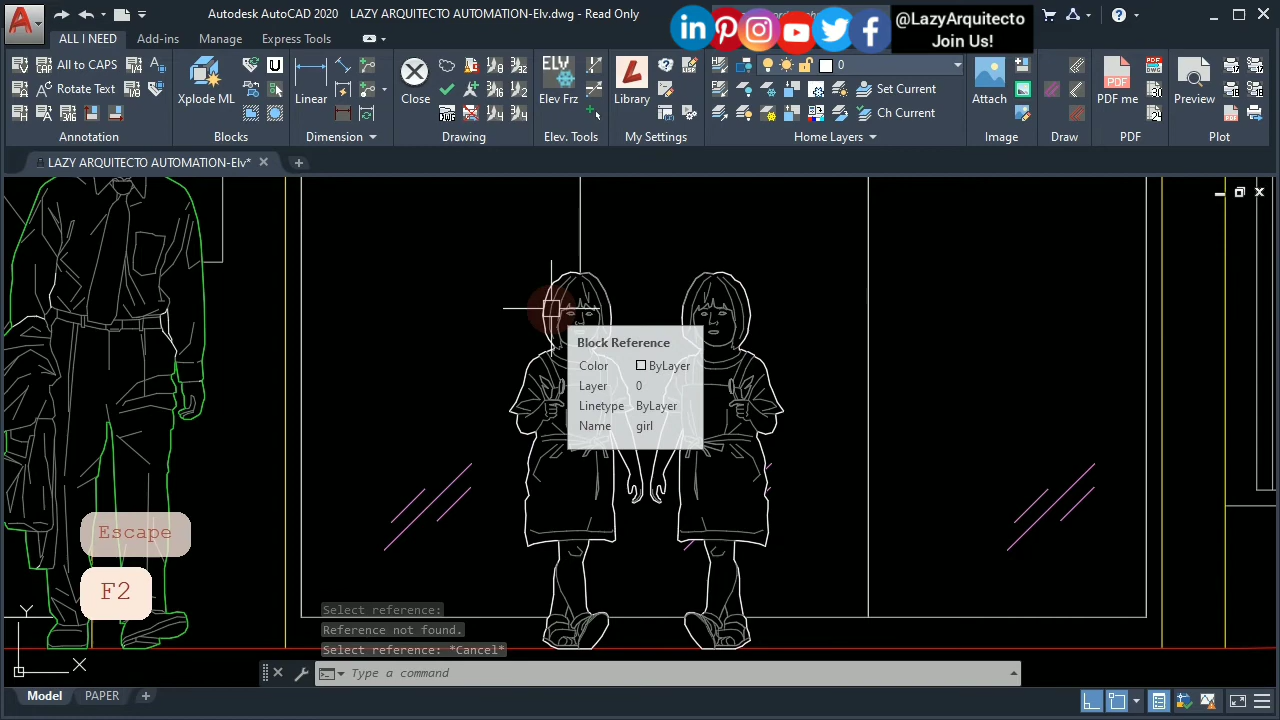 Autodesk AutoCAD 2020 LAZY ARQUITECTO AUTOMATION-Elv.dwg - Read Only
@LazyArquitecto
Join Us!
ALL I NEED Add-ins Manage Express Tools
All to CAPS
Rotate Text
Annotation
Xplode ML
Blocks
Linear
Dimension
Close
Drawing
ELV
Elev Frz
Elev. Tools
Library
My Settings
0
Set Current
Ch Current
Home Layers
Attach
Image
Draw
PDF
PDF me
PDF
Preview
Plot
LAZY ARQUITECTO AUTOMATION-Elv*
Block Reference
Color ByLayer
Layer 0
Linetype ByLayer
Name girl
Escape
F2
Y
X
Select reference:
Reference not found.
Select reference: *Cancel*
Type a command
Model PAPER